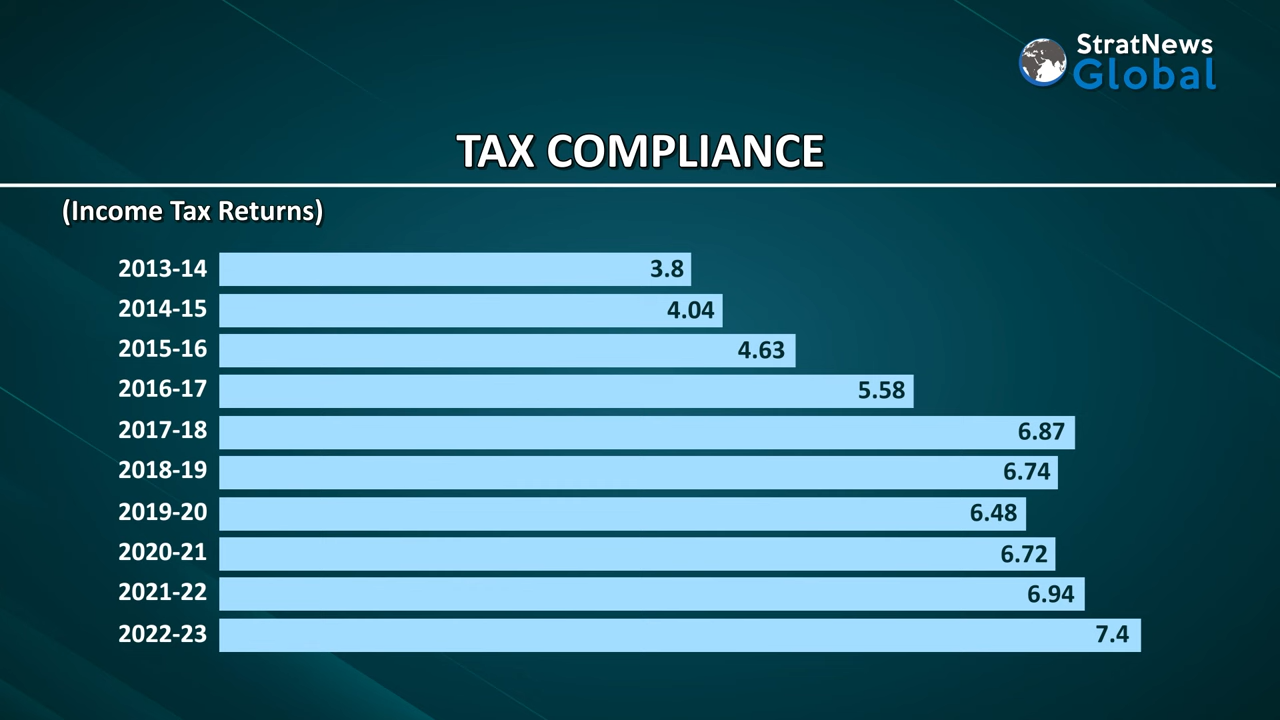 StratNews
Global
TAX COMPLIANCE
(Income Tax Returns)
2013-14 3.8
2014-15 4.04
2015-16 4.63
2016-17 5.58
2017-18 6.87
2018-19 6.74
2019-20 6.48
2020-21 6.72
2021-22 6.94
2022-23 7.4